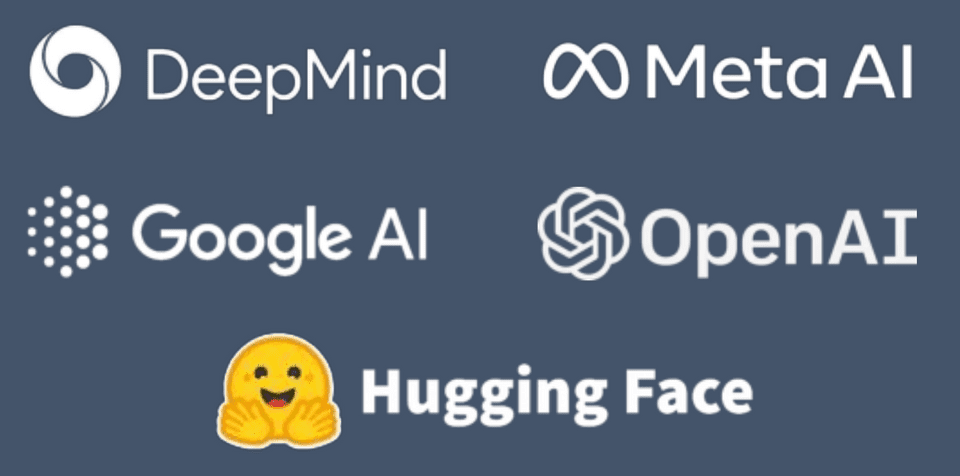 DeepMind
Meta AI
Google AI
OpenAI
Hugging Face